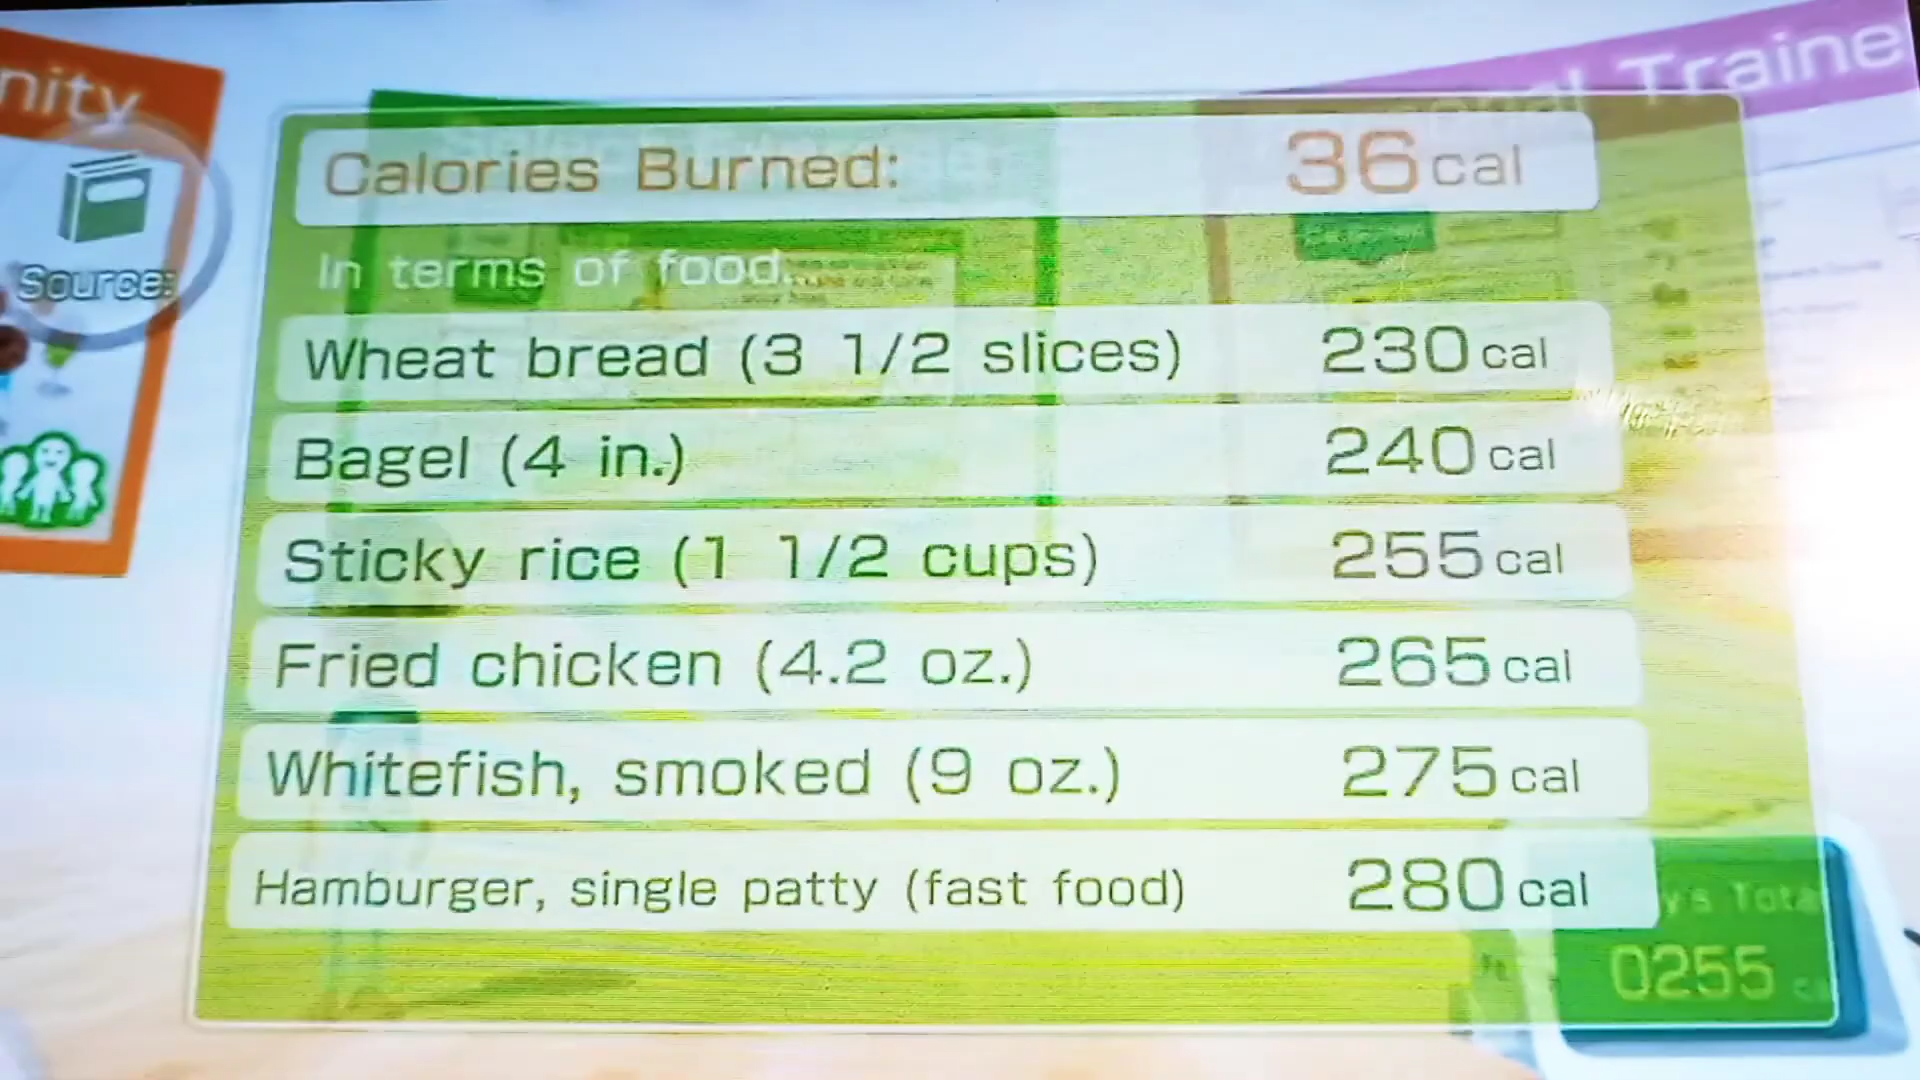 nity
Traine
Source:
Calories Burned: 36 cal
In terms of food...
Wheat bread (3 1/2 slices) 230 cal
Bagel (4 in.) 240 cal
Sticky rice (1 1/2 cups) 255 cal
Fried chicken (4.2 oz.) 265 cal
Whitefish, smoked (9 oz.) 275 cal
Hamburger, single patty (fast food) 280 cal
y's Tota
0255